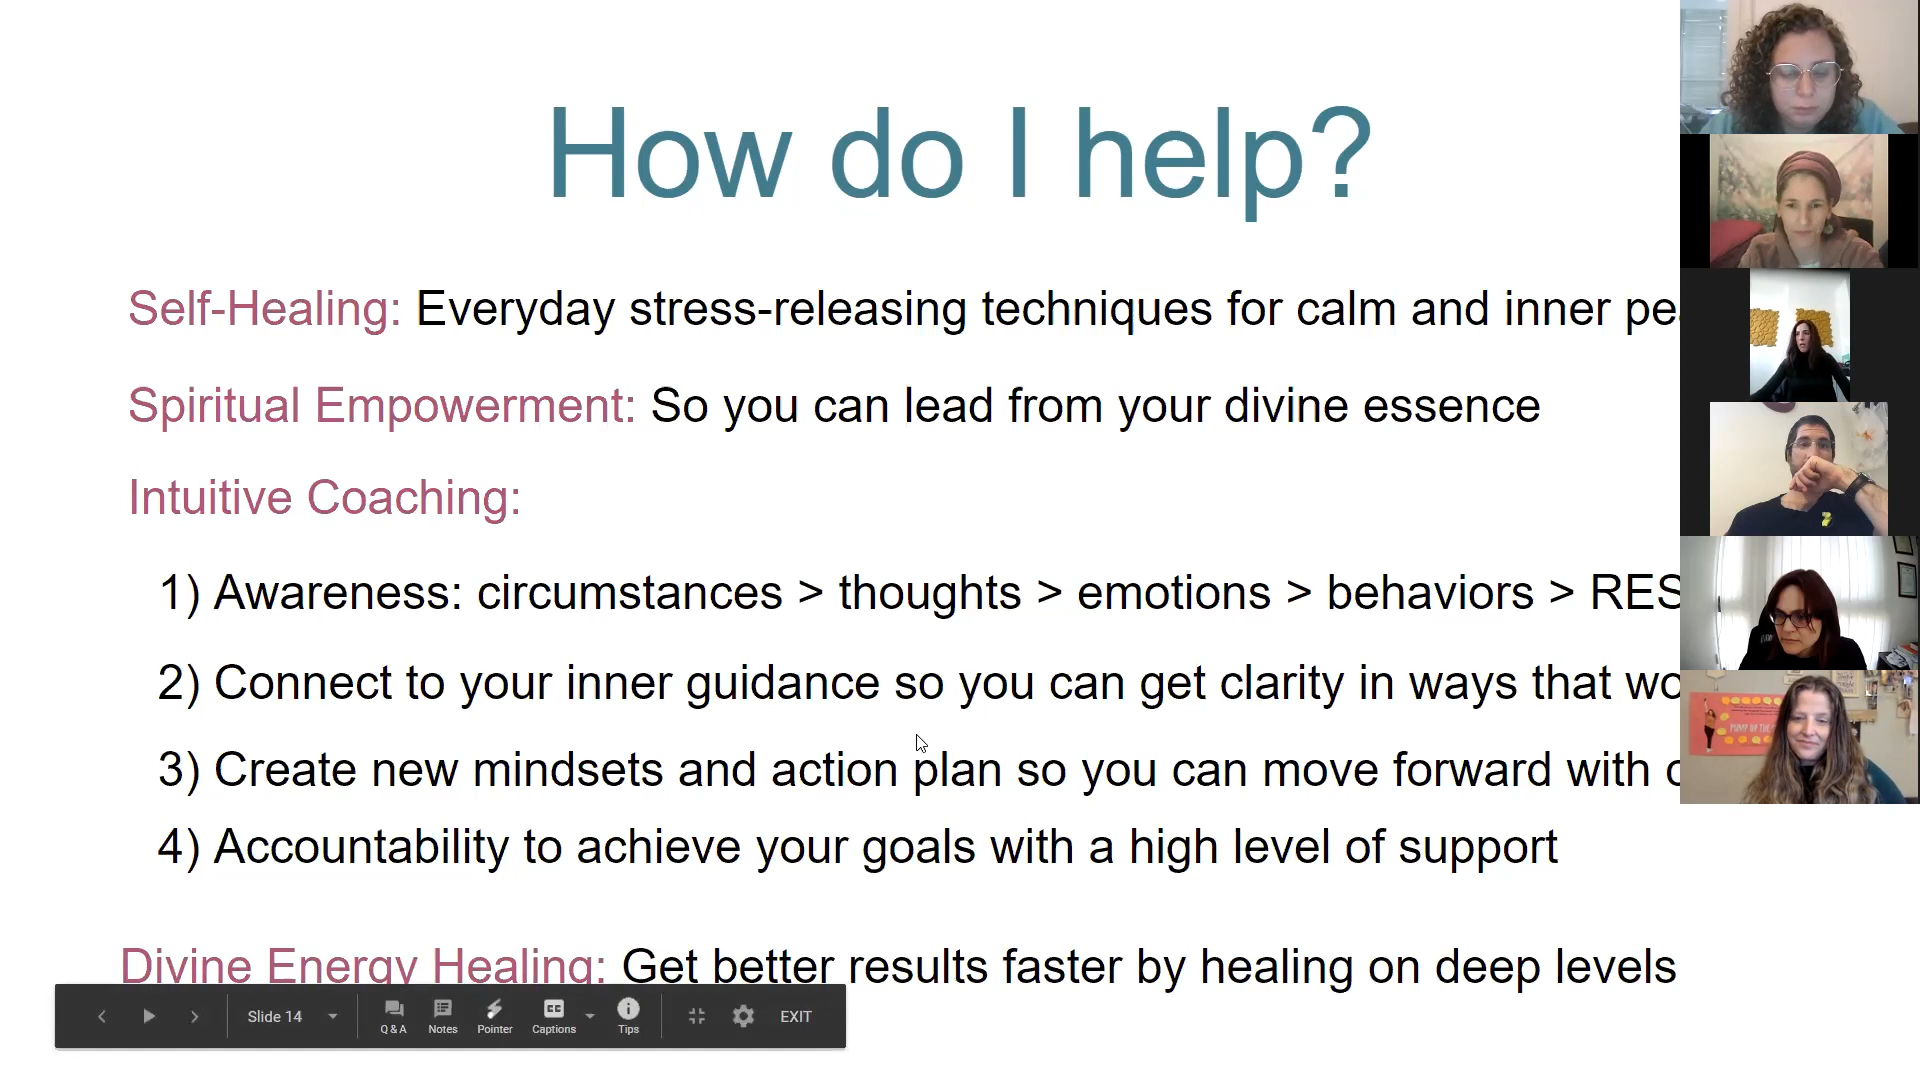 How do I help?
Self-Healing: Everyday stress-releasing techniques for calm and inner pe
Spiritual Empowerment: So you can lead from your divine essence
Intuitive Coaching:
1) Awareness: circumstances > thoughts > emotions > behaviors > RES
2) Connect to your inner guidance so you can get clarity in ways that wo
3) Create new mindsets and action plan so you can move forward with c
4) Accountability to achieve your goals with a high level of support
Divine Energy Healing: Get better results faster by healing on deep levels
Slide 14
Q & A
Notes
Pointer
CC
Captions
Tips
EXIT
PUMP UP THE